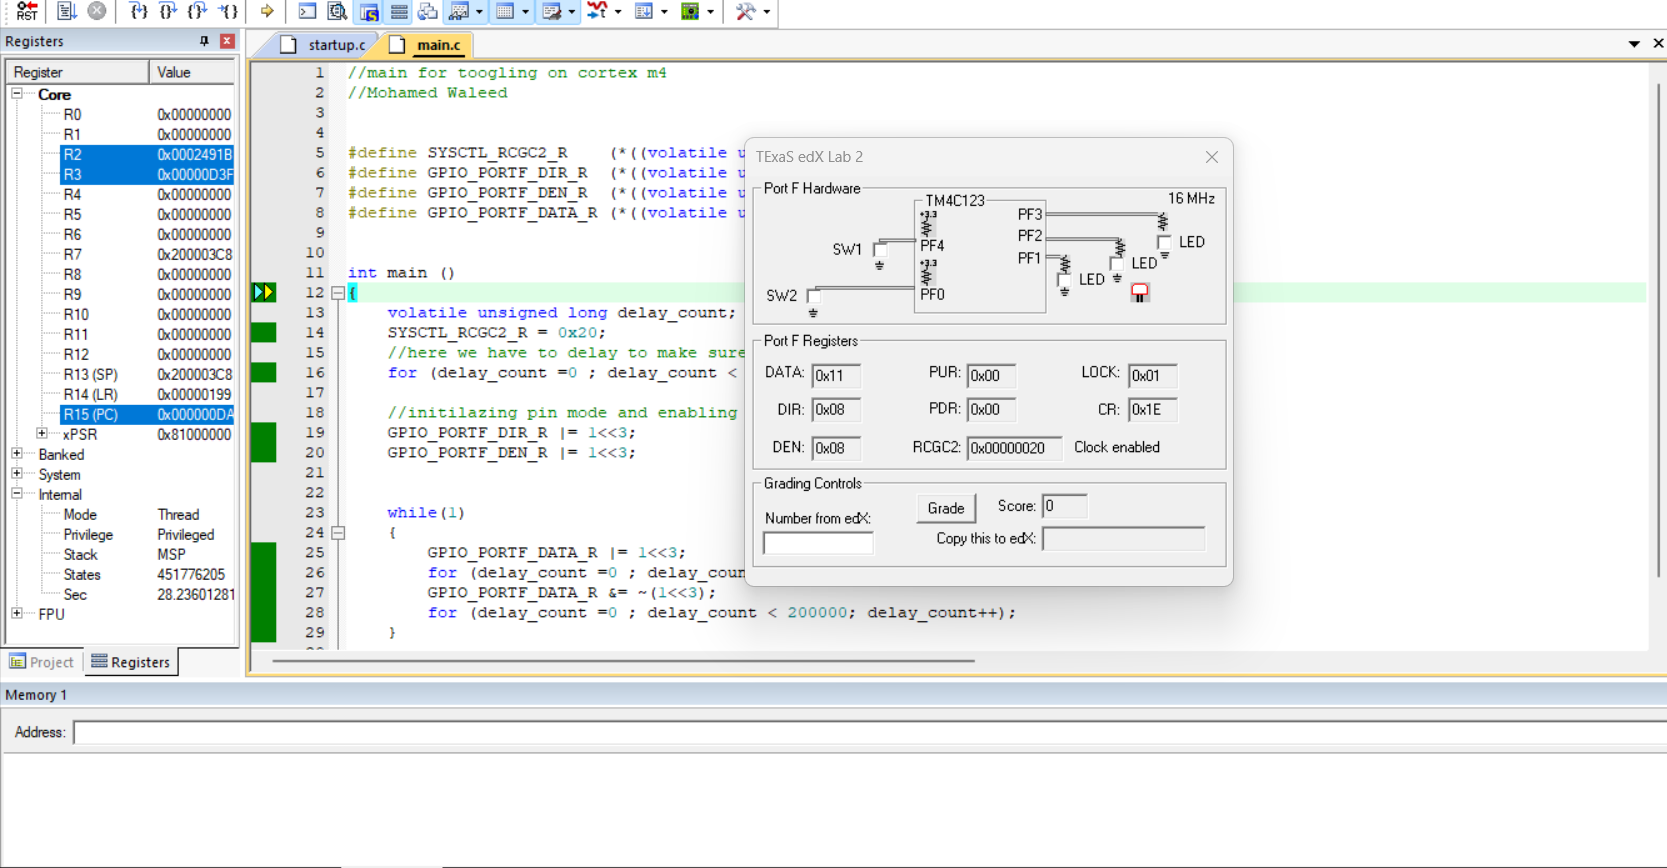 RST
Registers
Register Value
Core
R0 0x00000000
R1 0x00000000
R2 0x0002491B
R3 0x00000D3F
R4 0x00000000
R5 0x00000000
R6 0x00000000
R7 0x200003C8
R8 0x00000000
R9 0x00000000
R10 0x00000000
R11 0x00000000
R12 0x00000000
R13 (SP) 0x200003C8
R14 (LR) 0x00000199
R15 (PC) 0x000000DA
xPSR 0x81000000
Banked
System
Internal
Mode Thread
Privilege Privileged
Stack MSP
States 451776205
Sec 28.23601281
FPU
Project Registers
startup.c main.c
1 //main for toogling on cortex m4
2 //Mohamed Waleed
3
4
5 #define SYSCTL_RCGC2_R (*((volatile u
6 #define GPIO_PORTF_DIR_R (*((volatile u
7 #define GPIO_PORTF_DEN_R (*((volatile u
8 #define GPIO_PORTF_DATA_R (*((volatile u
9
10
11 int main ()
12 {
13 volatile unsigned long delay_count;
14 SYSCTL_RCGC2_R = 0x20;
15 //here we have to delay to make sure
16 for (delay_count =0 ; delay_count <
17
18 //initilazing pin mode and enabling
19 GPIO_PORTF_DIR_R |= 1<<3;
20 GPIO_PORTF_DEN_R |= 1<<3;
21
22
23 while(1)
24 {
25 GPIO_PORTF_DATA_R |= 1<<3;
26 for (delay_count =0 ; delay_coun
27 GPIO_PORTF_DATA_R &= ~(1<<3);
28 for (delay_count =0 ; delay_count < 200000; delay_count++);
29 }
TExaS edX Lab 2
Port F Hardware
TM4C123 16 MHz
+3.3 PF3
SW1 PF4 PF2 LED
+3.3 PF1 LED
SW2 PF0 LED
Port F Registers
DATA: 0x11 PUR: 0x00 LOCK: 0x01
DIR: 0x08 PDR: 0x00 CR: 0x1E
DEN: 0x08 RCGC2: 0x00000020 Clock enabled
Grading Controls
Number from edX: Grade Score: 0
Copy this to edX:
Memory 1
Address: